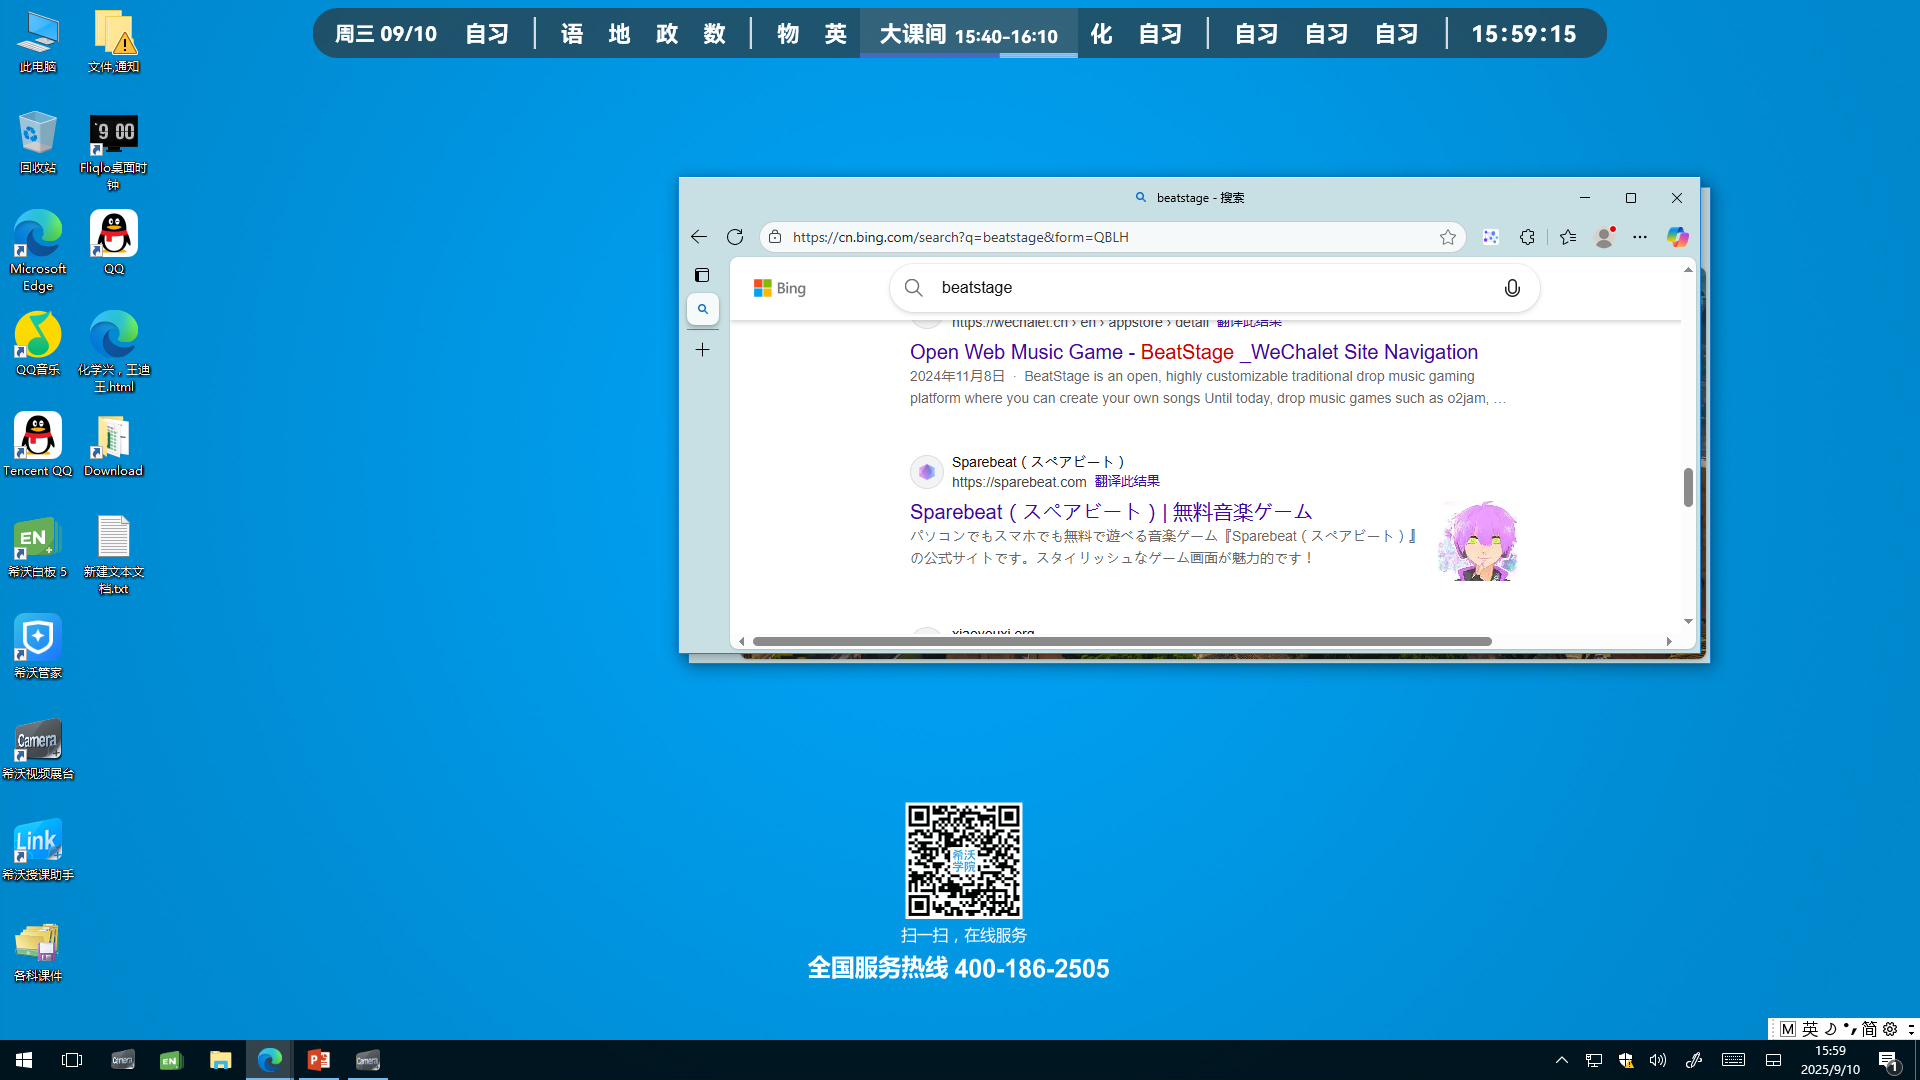 周三 09/10 自习 语 地 政 数 物 英 大课间 15:40-16:10 化 自习 自习 自习 自习 15:59:15
此电脑
文件,通知
回收站
Fliqlo桌面时钟
9 00
Microsoft Edge
QQ
QQ音乐
化学兴，王迪王.html
Tencent QQ
Download
EN
希沃白板 5
新建文本文档.txt
希沃管家
Camera
希沃视频展台
Link
希沃授课助手
各科课件
beatstage - 搜索
https://cn.bing.com/search?q=beatstage&form=QBLH
Bing
beatstage
https://wechalet.cn › en › appstore › detail 翻译此结果
Open Web Music Game - BeatStage _WeChalet Site Navigation
2024年11月8日 · BeatStage is an open, highly customizable traditional drop music gaming
platform where you can create your own songs Until today, drop music games such as o2jam, …
Sparebeat（スペアビート）
https://sparebeat.com 翻译此结果
Sparebeat（スペアビート）| 無料音楽ゲーム
パソコンでもスマホでも無料で遊べる音楽ゲーム『Sparebeat（スペアビート）』
の公式サイトです。スタイリッシュなゲーム画面が魅力的です！
xiaoyouxi.org
希沃
学院
扫一扫，在线服务
全国服务热线 400-186-2505
M 英 简
Camera
EN
Camera
15:59
2025/9/10
1